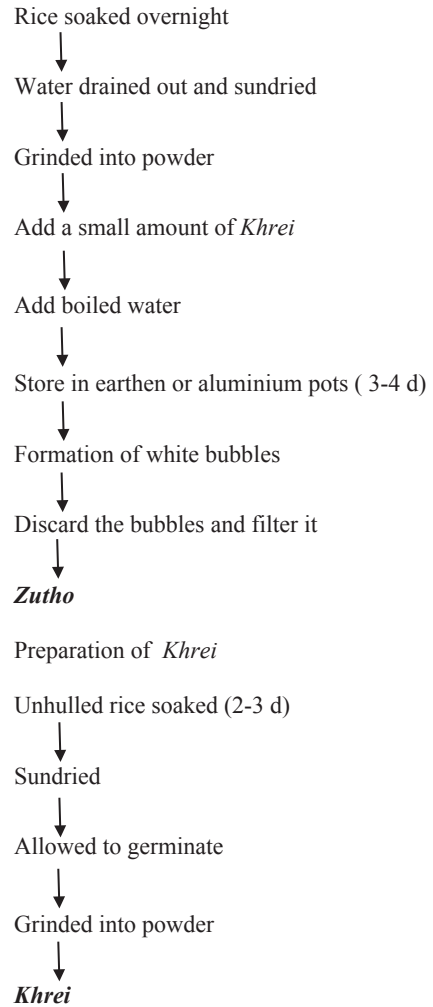 Rice soaked overnight
Water drained out and sundried
Grinded into powder
Add a small amount of Khrei
Add boiled water
Store in earthen or aluminium pots ( 3-4 d)
Formation of white bubbles
Discard the bubbles and filter it
Zutho
Preparation of Khrei
Unhulled rice soaked (2-3 d)
Sundried
Allowed to germinate
Grinded into powder
Khrei